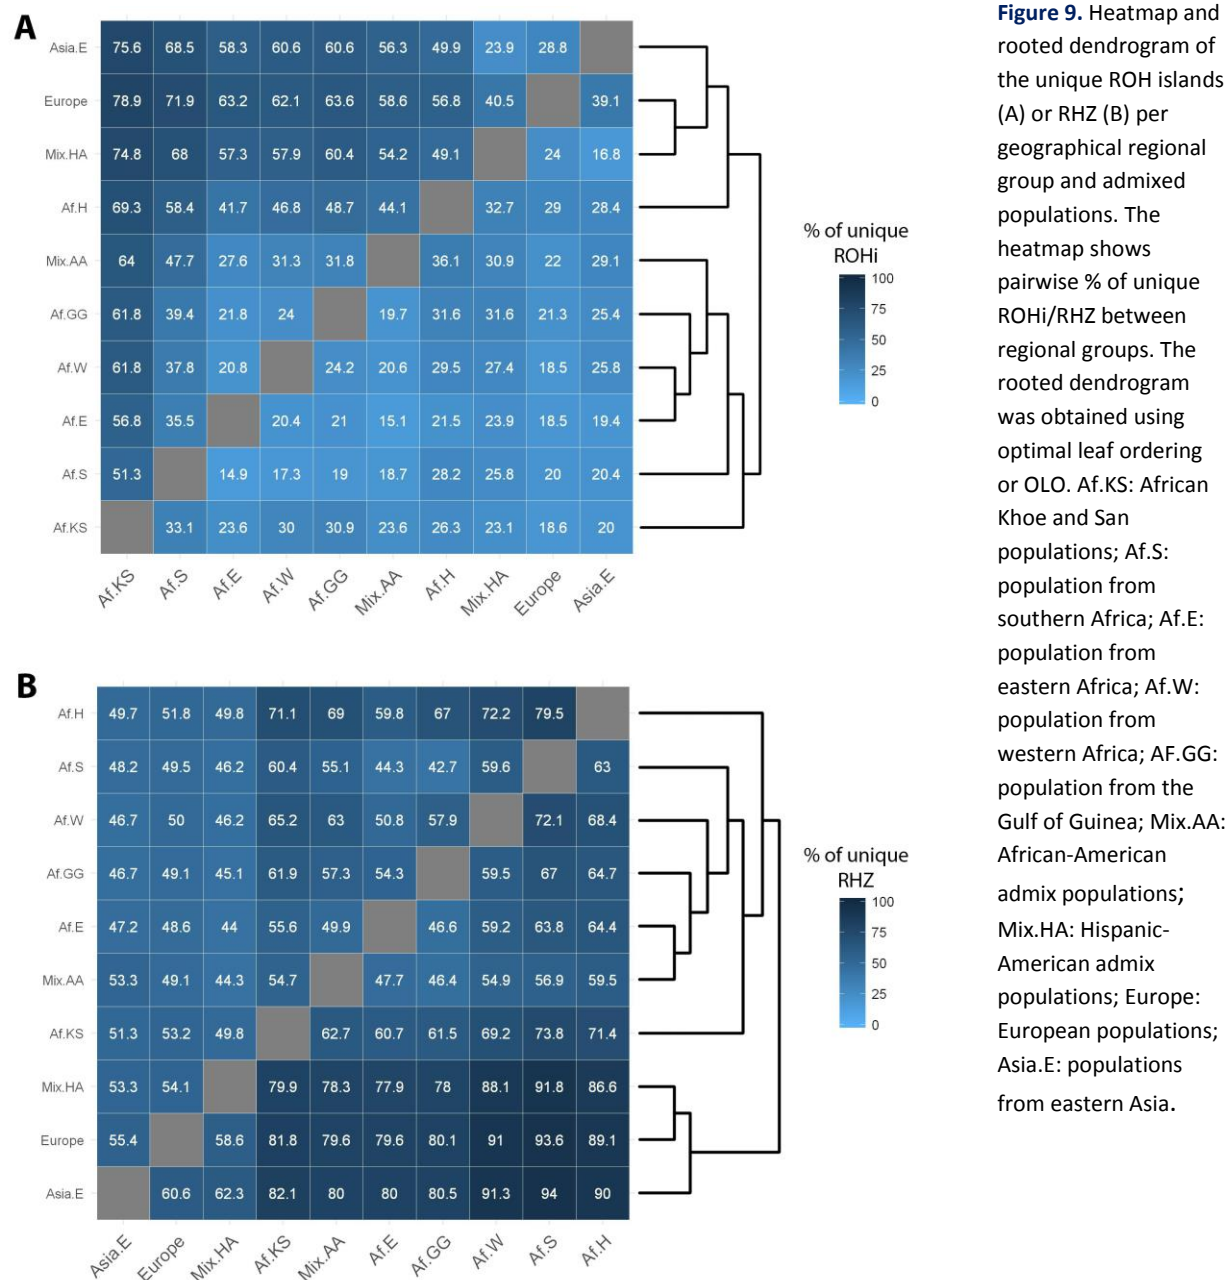 A
Asia.E 75.6 68.5 58.3 60.6 60.6 56.3 49.9 23.9 28.8
Europe 78.9 71.9 63.2 62.1 63.6 58.6 56.8 40.5 39.1
Mix.HA 74.8 68 57.3 57.9 60.4 54.2 49.1 24 16.8
Af.H 69.3 58.4 41.7 46.8 48.7 44.1 32.7 29 28.4
Mix.AA 64 47.7 27.6 31.3 31.8 36.1 30.9 22 29.1
Af.GG 61.8 39.4 21.8 24 19.7 31.6 31.6 21.3 25.4
Af.W 61.8 37.8 20.8 24.2 20.6 29.5 27.4 18.5 25.8
Af.E 56.8 35.5 20.4 21 15.1 21.5 23.9 18.5 19.4
Af.S 51.3 14.9 17.3 19 18.7 28.2 25.8 20 20.4
Af.KS 33.1 23.6 30 30.9 23.6 26.3 23.1 18.6 20
Af.KS Af.S Af.E Af.W Af.GG Mix.AA Af.H Mix.HA Europe Asia.E
% of unique
ROHi
100
75
50
25
0
B
Af.H 49.7 51.8 49.8 71.1 69 59.8 67 72.2 79.5
Af.S 48.2 49.5 46.2 60.4 55.1 44.3 42.7 59.6 63
Af.W 46.7 50 46.2 65.2 63 50.8 57.9 72.1 68.4
Af.GG 46.7 49.1 45.1 61.9 57.3 54.3 59.5 67 64.7
Af.E 47.2 48.6 44 55.6 49.9 46.6 59.2 63.8 64.4
Mix.AA 53.3 49.1 44.3 54.7 47.7 46.4 54.9 56.9 59.5
Af.KS 51.3 53.2 49.8 62.7 60.7 61.5 69.2 73.8 71.4
Mix.HA 53.3 54.1 79.9 78.3 77.9 78 88.1 91.8 86.6
Europe 55.4 58.6 81.8 79.6 79.6 80.1 91 93.6 89.1
Asia.E 60.6 62.3 82.1 80 80 80.5 91.3 94 90
Asia.E Europe Mix.HA Af.KS Mix.AA Af.E Af.GG Af.W Af.S Af.H
% of unique
RHZ
100
75
50
25
0
Figure 9. Heatmap and
rooted dendrogram of
the unique ROH islands
(A) or RHZ (B) per
geographical regional
group and admixed
populations. The
heatmap shows
pairwise % of unique
ROHi/RHZ between
regional groups. The
rooted dendrogram
was obtained using
optimal leaf ordering
or OLO. Af.KS: African
Khoe and San
populations; Af.S:
population from
southern Africa; Af.E:
population from
eastern Africa; Af.W:
population from
western Africa; AF.GG:
population from the
Gulf of Guinea; Mix.AA:
African-American
admix populations;
Mix.HA: Hispanic-
American admix
populations; Europe:
European populations;
Asia.E: populations
from eastern Asia.